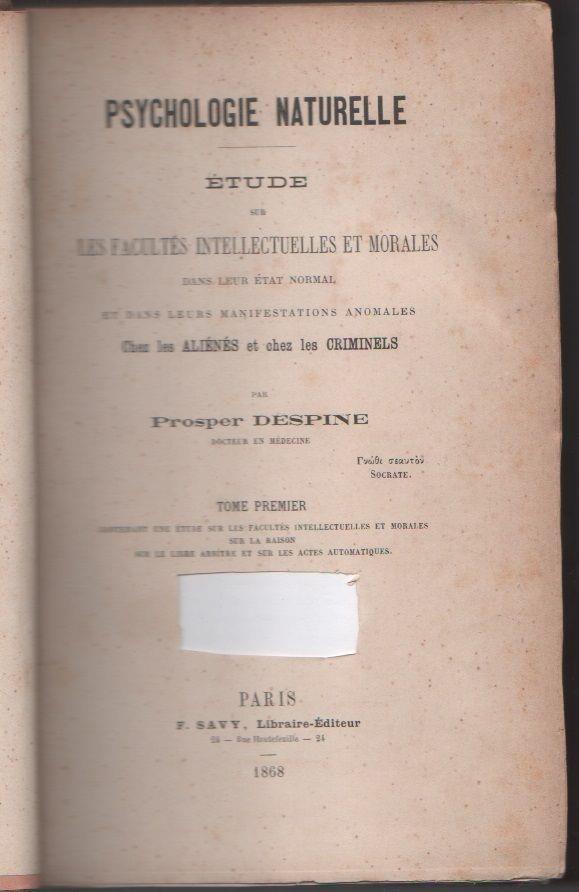 PSYCHOLOGIE NATURELLE
ÉTUDE
SUR
LES FACULTÉS INTELLECTUELLES ET MORALES
DANS LEUR ÉTAT NORMAL
ET DANS LEURS MANIFESTATIONS ANOMALES
Chez les ALIÉNÉS et chez les CRIMINELS
PAR
Prosper DESPINE
DOCTEUR EN MÉDECINE
Γνῶθι σεαυτὸν
SOCRATE.
TOME PREMIER
CONTENANT UNE ÉTUDE SUR LES FACULTÉS INTELLECTUELLES ET MORALES
SUR LA RAISON
SUR LE LIBRE ARBITRE ET SUR LES ACTES AUTOMATIQUES.
PARIS
F. SAVY, Libraire-Éditeur
24 — Rue Hautefeuille — 24
1868